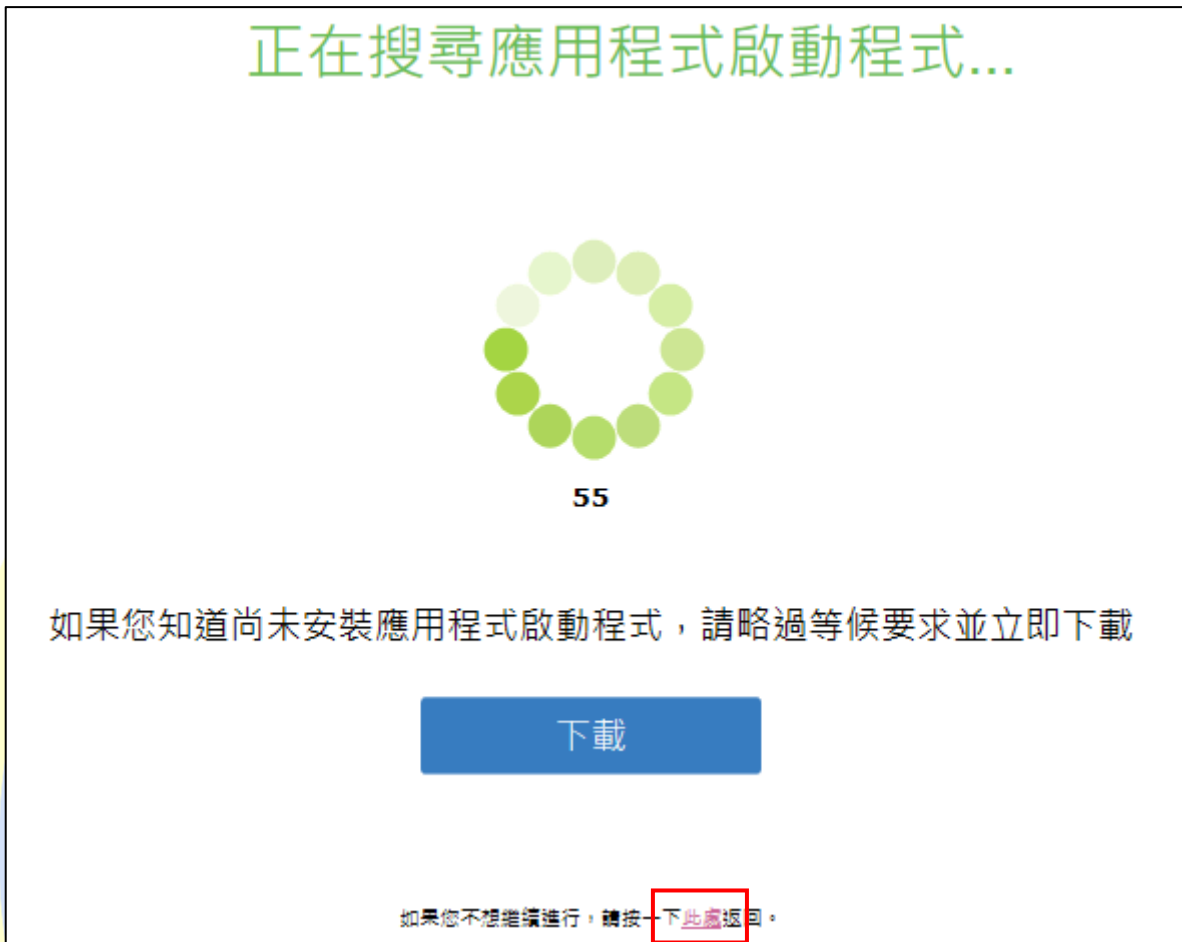 正在搜尋應用程式啟動程式...
55
如果您知道尚未安裝應用程式啟動程式，請略過等候要求並立即下載
下載
如果您不想繼續進行，請按一下此處返回。